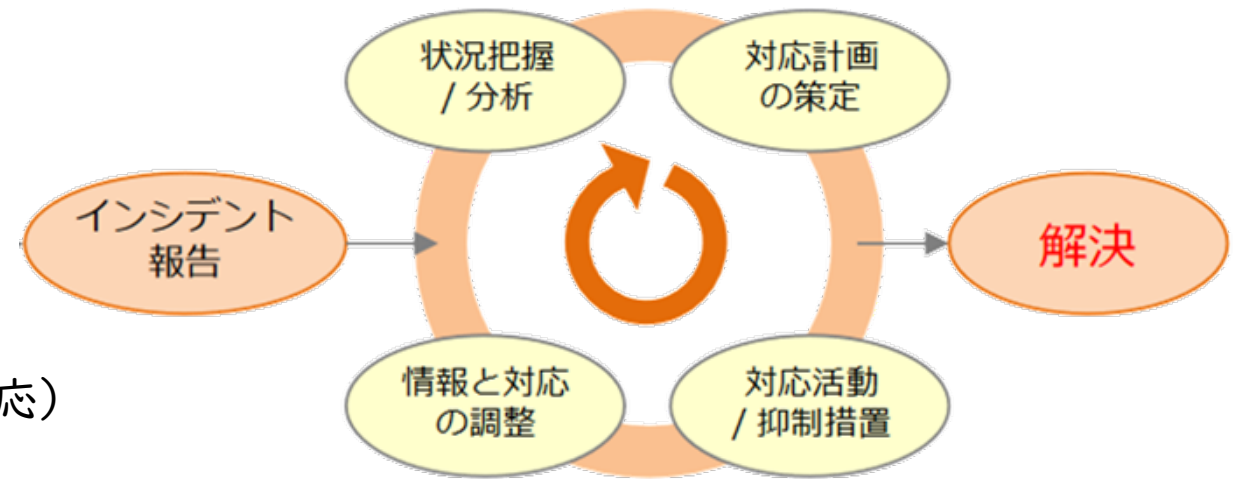 状況把握
/ 分析
対応計画
の策定
インシデント
報告
解決
情報と対応
の調整
対応活動
/ 抑制措置
応）